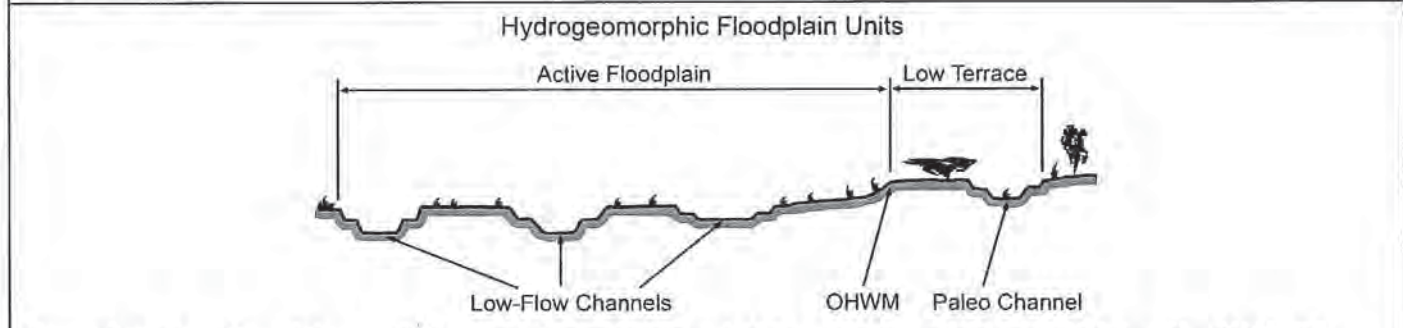 Hydrogeomorphic Floodplain Units
Active Floodplain
Low Terrace
Low-Flow Channels
OHWM
Paleo Channel